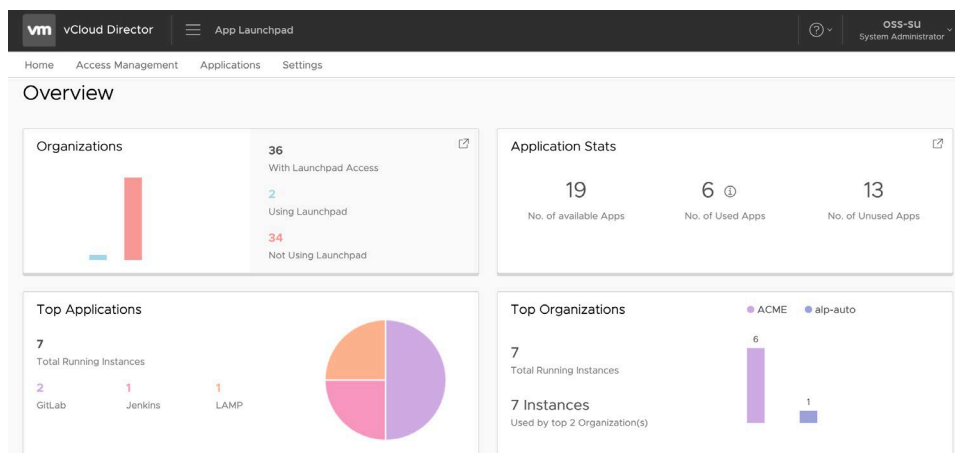 vm vCloud Director App Launchpad oss-su
System Administrator
Home Access Management Applications Settings
Overview
Organizations
36
With Launchpad Access
2
Using Launchpad
34
Not Using Launchpad
Application Stats
19 6 13
No. of available Apps No. of Used Apps No. of Unused Apps
Top Applications
7
Total Running Instances
2 1 1
GitLab Jenkins LAMP
Top Organizations
ACME alp-auto
7
Total Running Instances
7 Instances
Used by top 2 Organization(s)
6
1